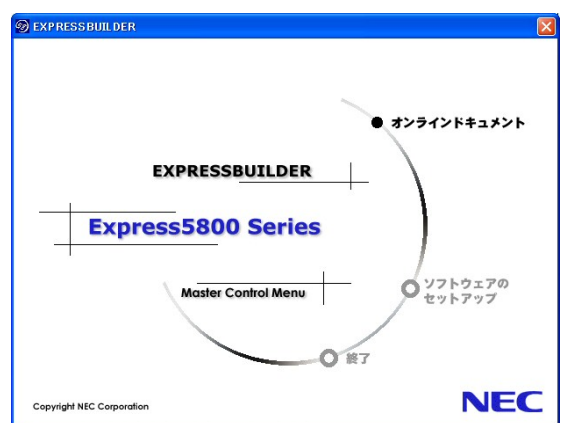 EXPRESSBUILDER
オンラインドキュメント
EXPRESSBUILDER
Express5800 Series
Master Control Menu
ソフトウェアの
セットアップ
終了
Copyright NEC Corporation
NEC